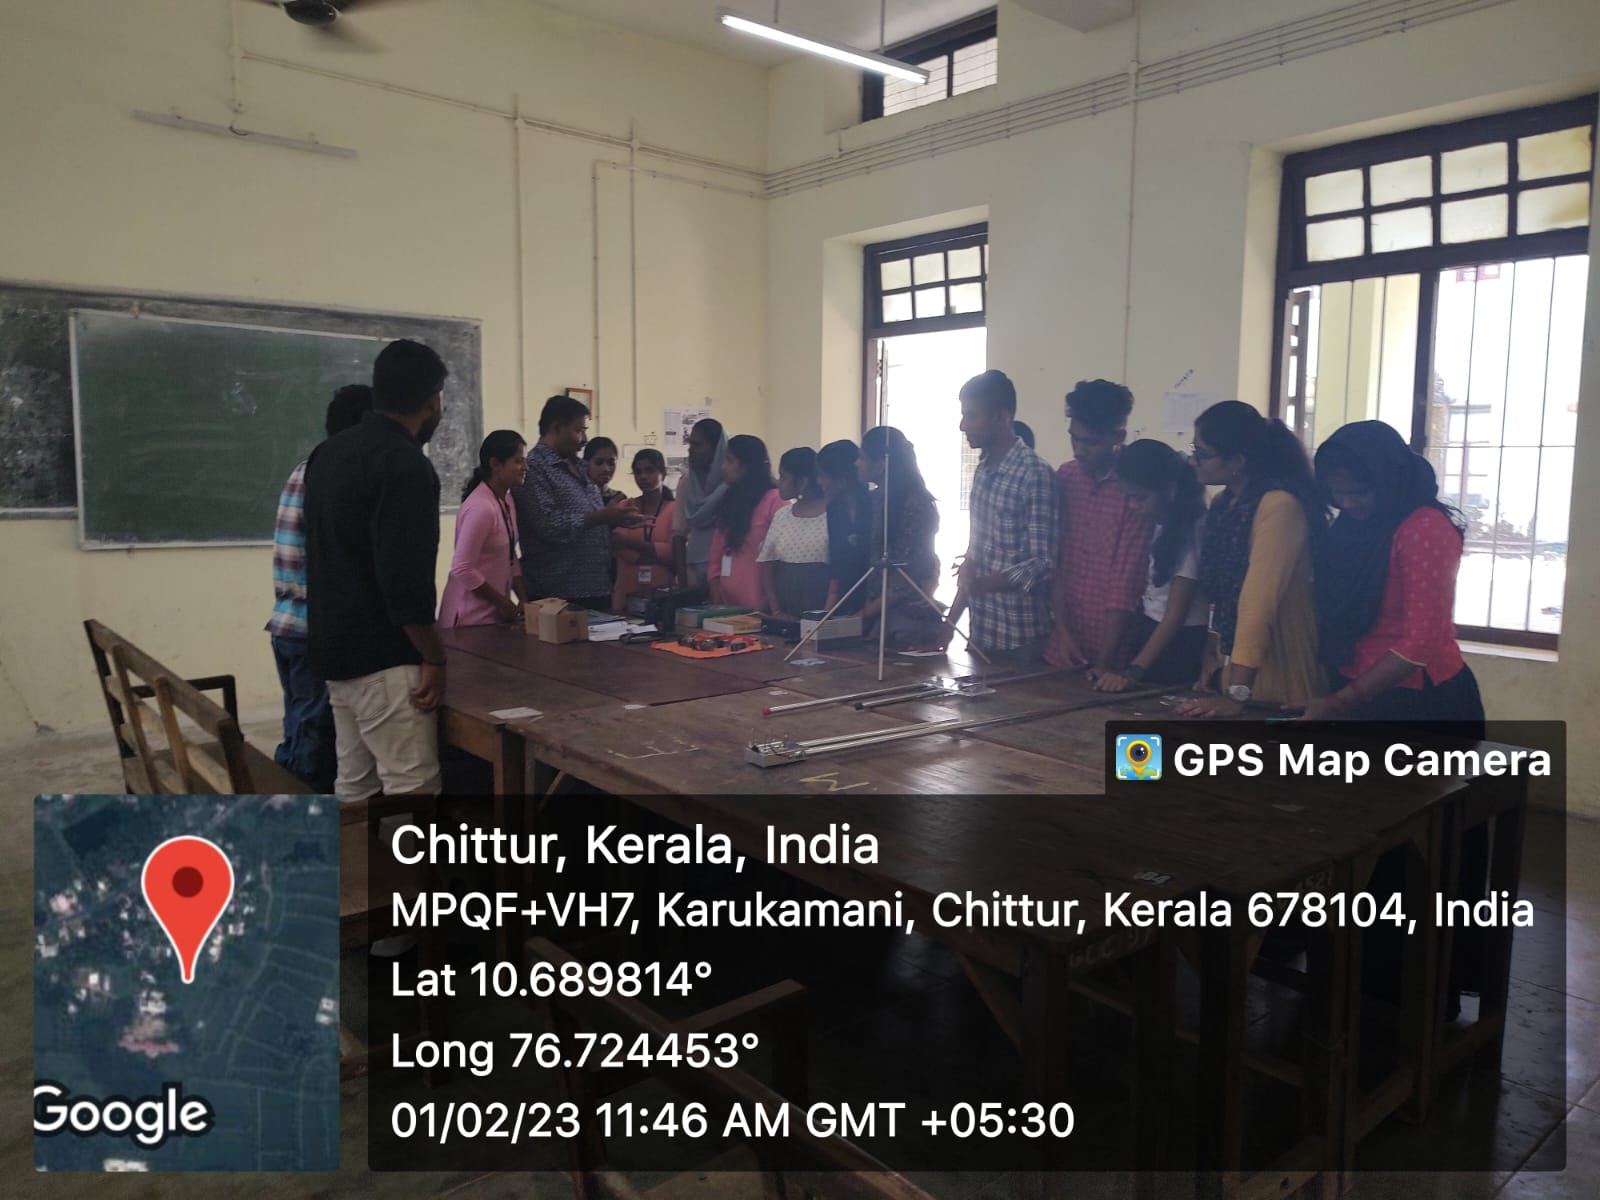 GPS Map Camera
Chittur, Kerala, India
MPQF+VH7, Karukamani, Chittur, Kerala 678104, India
Lat 10.689814°
Long 76.724453°
01/02/23 11:46 AM GMT +05:30
Google